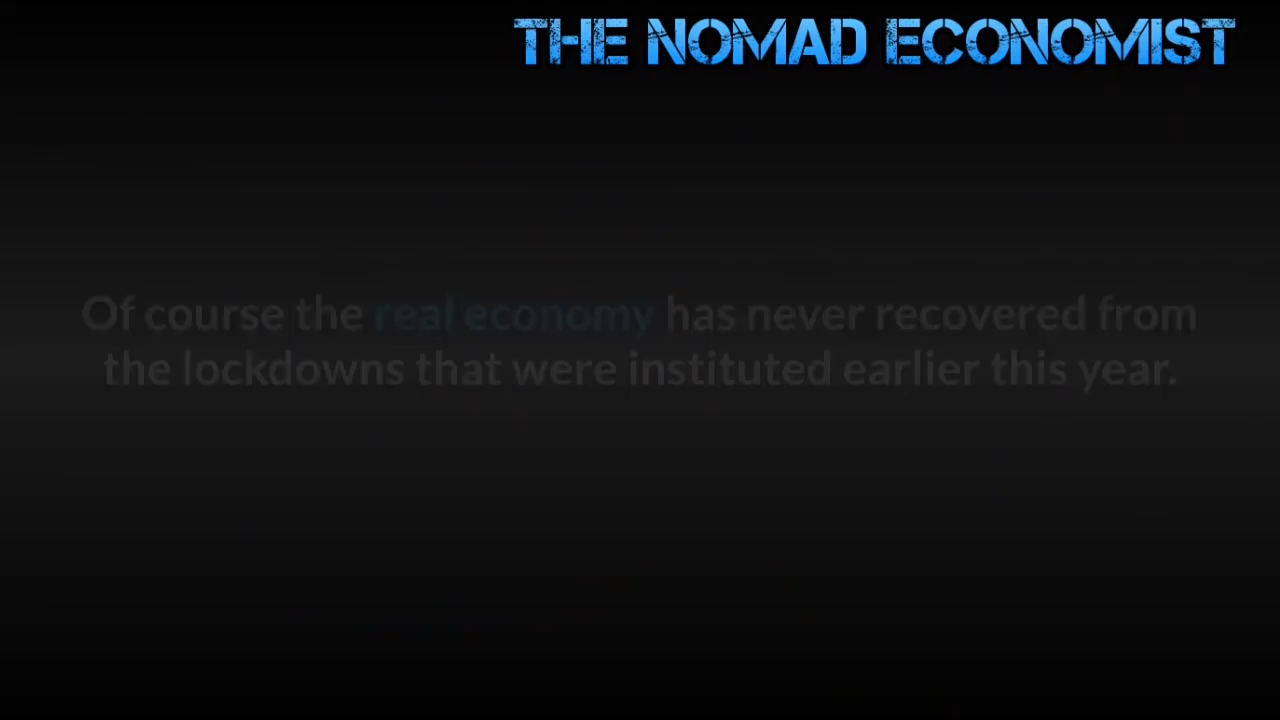 THE NOMAD ECONOMIST
Of course the real economy has never recovered from
the lockdowns that were instituted earlier this year.